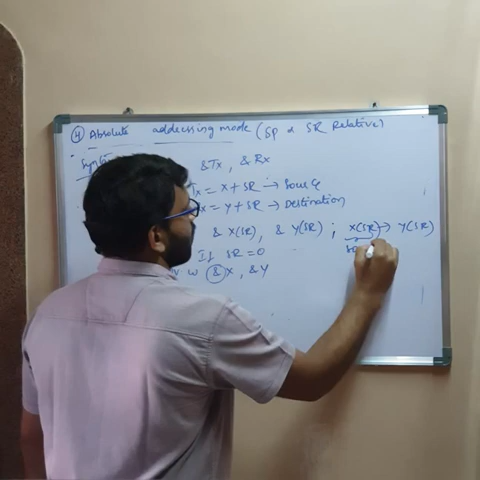 ④ Absolute addressing mode (SP & SR Relative)
&Tx, &Rx
Tx = X + SR → Source
x = Y + SR → Destination
& X(SR), & Y(SR) ; X(SR) → Y(SR)
If SR = 0
W & X, & Y